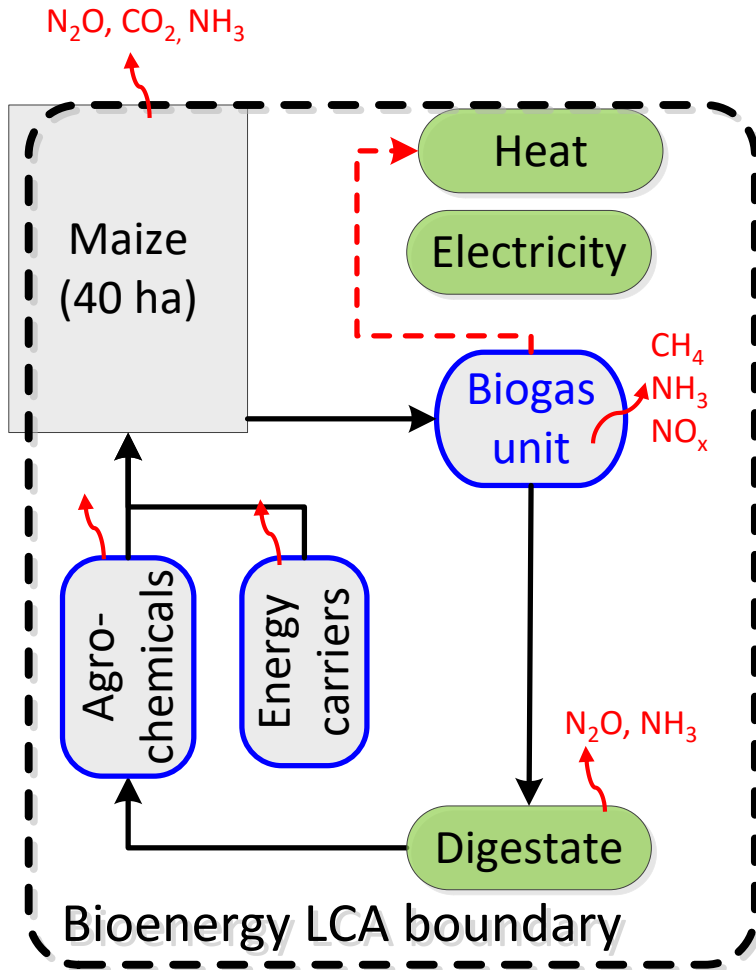 N₂O, CO₂, NH₃
Heat
Maize
(40 ha)
Electricity
CH₄
NH₃
NOₓ
Biogas
unit
Agro-
chemicals
Energy
carriers
N₂O, NH₃
Digestate
Bioenergy LCA boundary